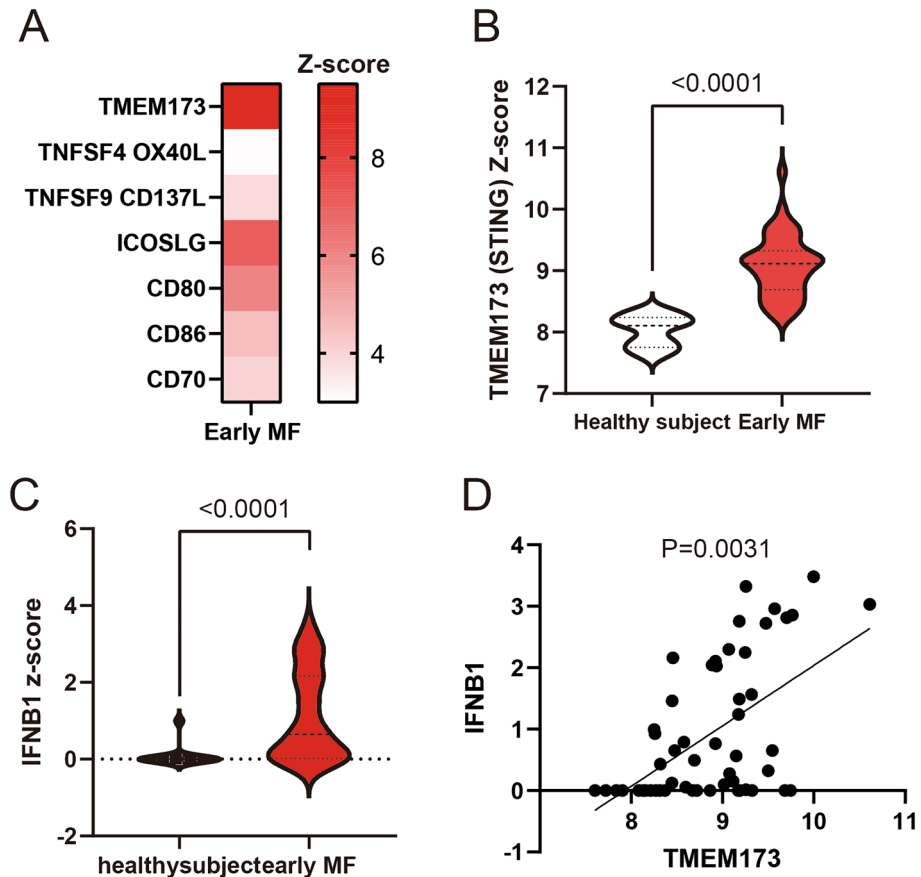 A
Z-score
TMEM173
TNFSF4 OX40L
TNFSF9 CD137L
ICOSLG
CD80
CD86
CD70
8
6
4
Early MF
B
<0.0001
TMEM173 (STING) Z-score
12
11
10
9
8
7
Healthy subject Early MF
C
<0.0001
IFNB1 z-score
6
4
2
0
-2
healthysubjectearly MF
D
P=0.0031
IFNB1
4
3
2
1
0
-1
8 9 10 11
TMEM173